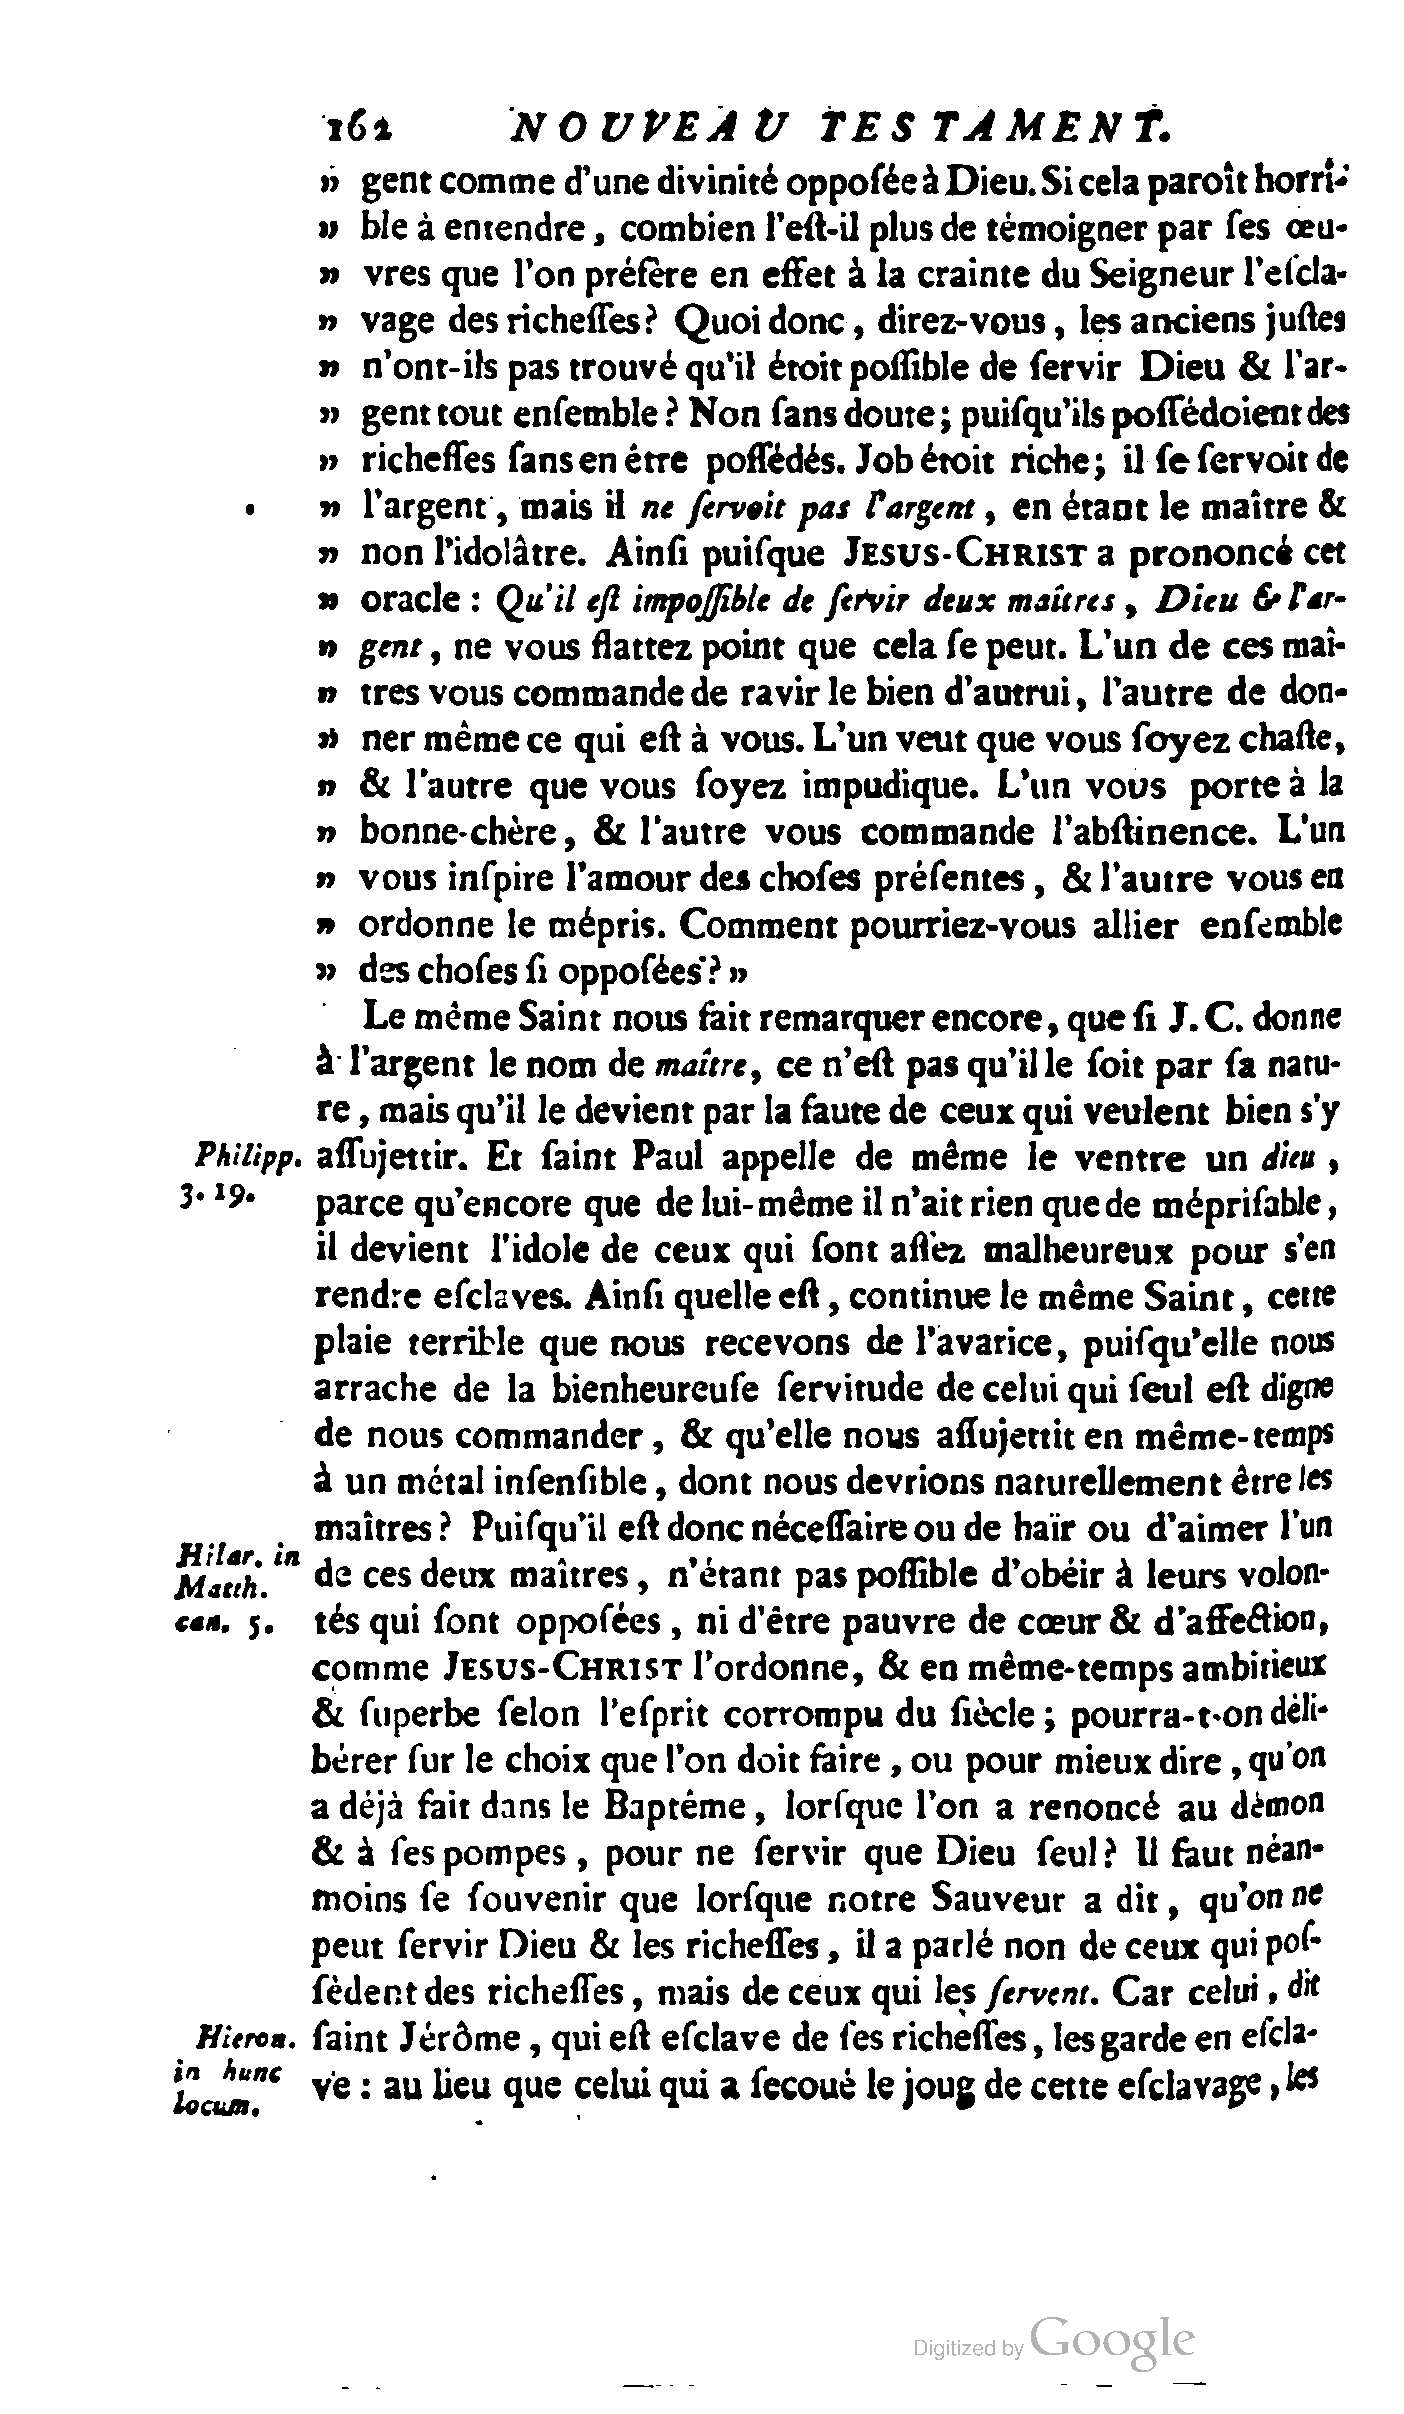 162 NOUVEAU TESTAMENT.
» gent comme d'une divinité opposée à Dieu. Si cela paroît horri-
» ble à entendre, combien l'eſt-il plus de témoigner par ſes œu-
» vres que l'on préfère en effet à la crainte du Seigneur l'eſcla-
» vage des richeſſes? Quoi donc, direz-vous, les anciens juſtes
» n'ont-ils pas trouvé qu'il étoit poſſible de ſervir Dieu & l'ar-
» gent tout enſemble? Non ſans doute; puiſqu'ils poſſédoient des
» richeſſes ſans en être poſſédés. Job étoit riche; il ſe ſervoit de
» l'argent, mais il ne ſervoit pas l'argent, en étant le maître &
» non l'idolâtre. Ainſi puiſque JESUS-CHRIST a prononcé cet
» oracle : Qu'il eſt impoſſible de ſervir deux maîtres, Dieu & l'ar-
» gent, ne vous flattez point que cela ſe peut. L'un de ces maî-
» tres vous commande de ravir le bien d'autrui, l'autre de don-
» ner même ce qui eſt à vous. L'un veut que vous ſoyez chaſte,
» & l'autre que vous ſoyez impudique. L'un vous porte à la
» bonne-chère, & l'autre vous commande l'abſtinence. L'un
» vous inſpire l'amour des choſes préſentes, & l'autre vous en
» ordonne le mépris. Comment pourriez-vous allier enſemble
» des choſes ſi oppoſées? »
Le même Saint nous fait remarquer encore, que ſi J. C. donne
à l'argent le nom de maître, ce n'eſt pas qu'il le ſoit par ſa natu-
re, mais qu'il le devient par la faute de ceux qui veulent bien s'y
Philipp. aſſujettir. Et ſaint Paul appelle de même le ventre un dieu,
3. 19. parce qu'encore que de lui-même il n'ait rien que de mépriſable,
il devient l'idole de ceux qui ſont aſſez malheureux pour s'en
rendre eſclaves. Ainſi quelle eſt, continue le même Saint, cette
plaie terrible que nous recevons de l'avarice, puiſqu'elle nous
arrache de la bienheureuſe ſervitude de celui qui ſeul eſt digne
de nous commander, & qu'elle nous aſſujettit en même-temps
à un métal inſenſible, dont nous devrions naturellement être les
maîtres? Puiſqu'il eſt donc néceſſaire ou de haïr ou d'aimer l'un
Hilar. in
Matth. de ces deux maîtres, n'étant pas poſſible d'obéir à leurs volon-
can. 5. tés qui ſont oppoſées, ni d'être pauvre de cœur & d'affection,
comme JESUS-CHRIST l'ordonne, & en même-temps ambitieux
& ſuperbe ſelon l'eſprit corrompu du ſiècle; pourra-t-on déli-
bérer ſur le choix que l'on doit faire, ou pour mieux dire, qu'on
a déjà fait dans le Baptême, lorſque l'on a renoncé au démon
& à ſes pompes, pour ne ſervir que Dieu ſeul? Il faut néan-
moins ſe ſouvenir que lorſque notre Sauveur a dit, qu'on ne
peut ſervir Dieu & les richeſſes, il a parlé non de ceux qui poſ-
ſèdent des richeſſes, mais de ceux qui les ſervent. Car celui, dit
Hieron. ſaint Jérôme, qui eſt eſclave de ſes richeſſes, les garde en eſcla-
in hunc ve : au lieu que celui qui a ſecoué le joug de cette eſclavage, les
locum.
Digitized by Google